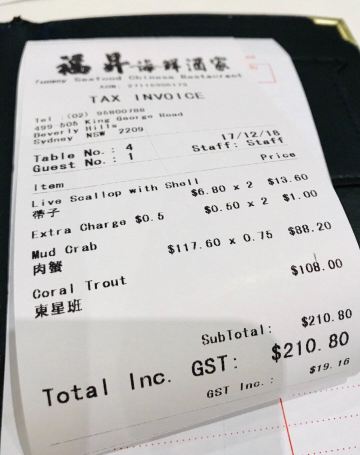 福昇海鮮酒家
Seafood Chinese Restaurant
TAX INVOICE
Tel :(02) 95800788
499 505 King George Road
Beverly Hills
Sydney NSW 2209
17/12/18
Table No.: 4 Staff: Staff
Guest No.: 1
Item Price
Live Scallop with Shell
帶子 $6.80 x 2 $13.60
Extra Charge $0.5 $0.50 x 2 $1.00
Mud Crab
肉蟹 $117.60 x 0.75 $88.20
Coral Trout
東星斑 $108.00
SubTotal: $210.80
Total Inc. GST: $210.80
GST Inc.: $19.16